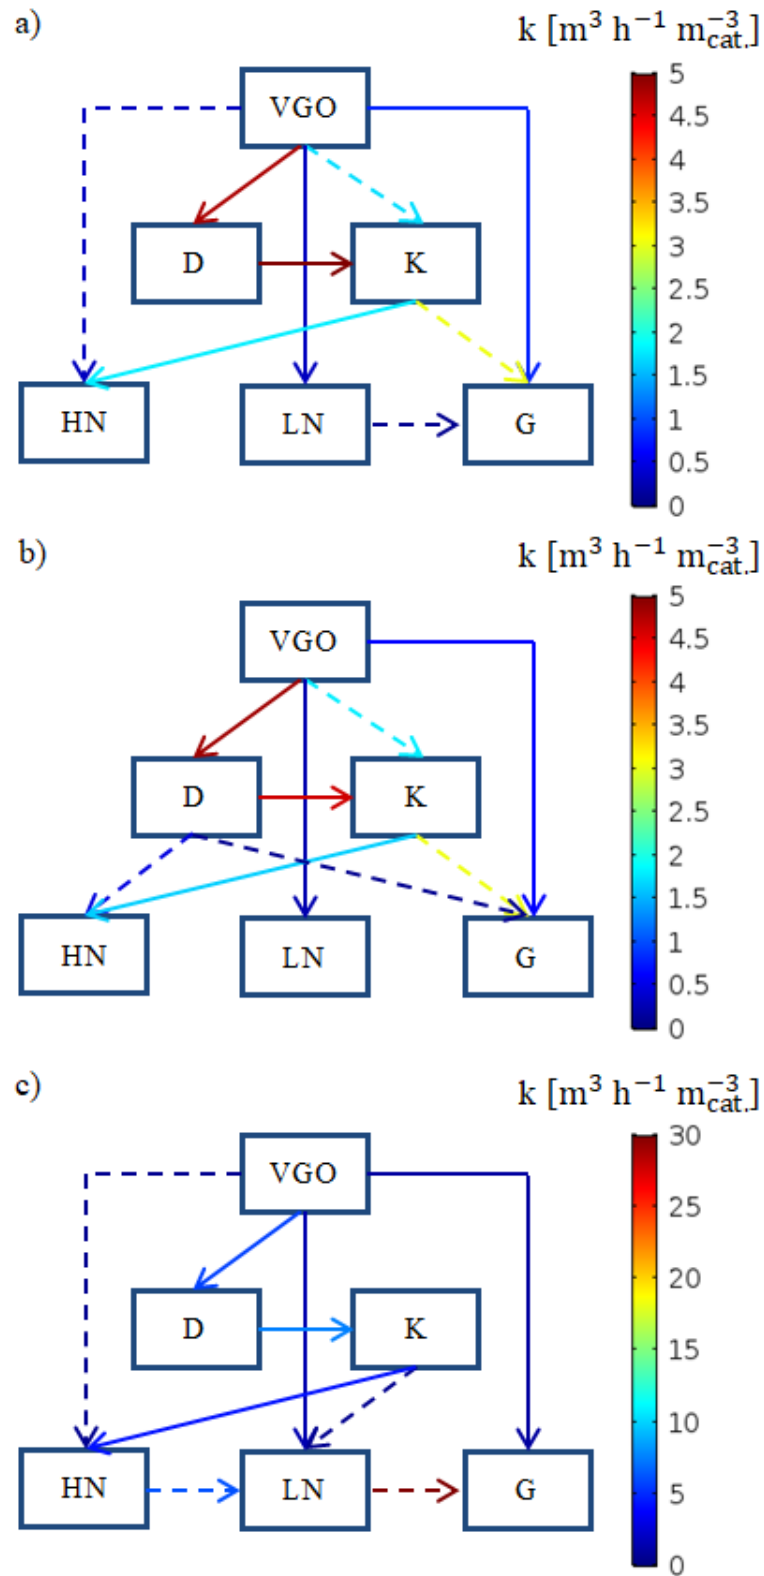 a)
k [m³ h⁻¹ m⁻³cat.]
VGO
D
K
HN
LN
G
5
4.5
4
3.5
3
2.5
2
1.5
1
0.5
0
b)
k [m³ h⁻¹ m⁻³cat.]
VGO
D
K
HN
LN
G
5
4.5
4
3.5
3
2.5
2
1.5
1
0.5
0
c)
k [m³ h⁻¹ m⁻³cat.]
VGO
D
K
HN
LN
G
30
25
20
15
10
5
0